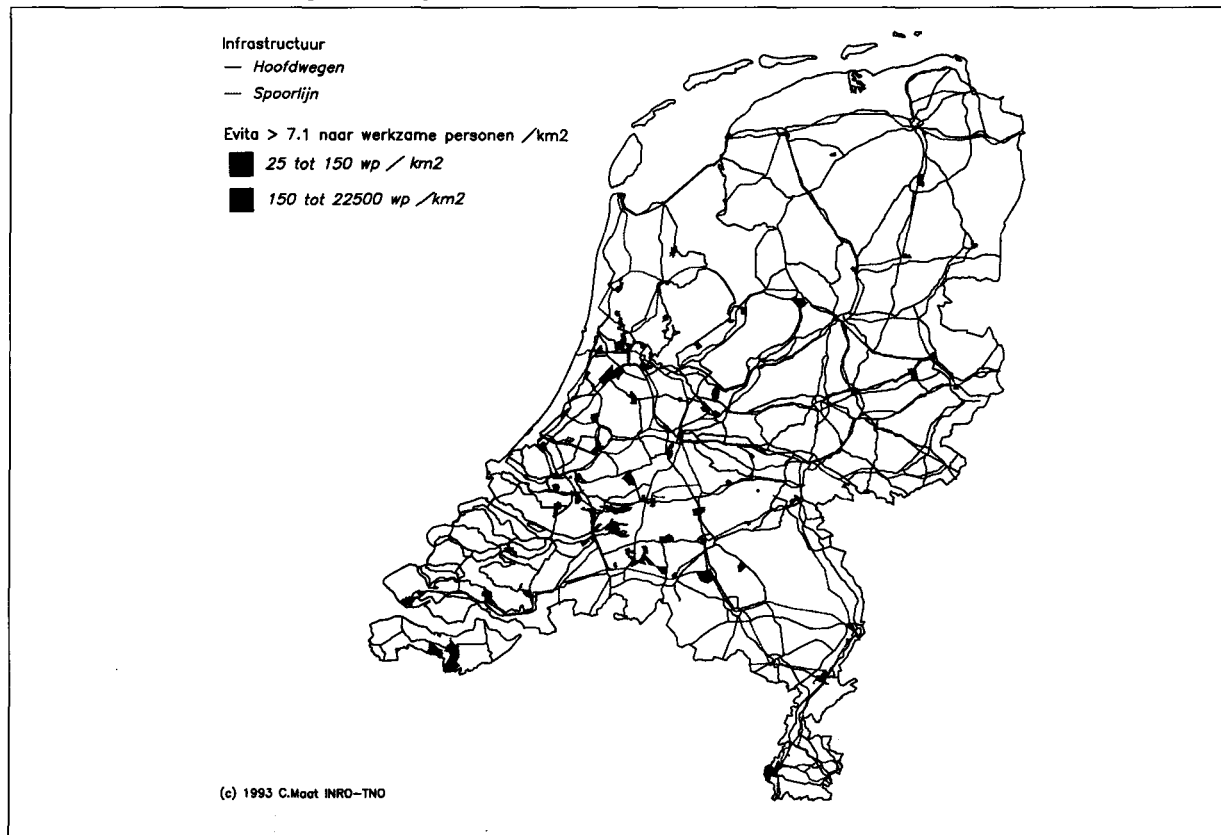 Infrastructuur
— Hoofdwegen
— Spoorlijn
Evita > 7.1 naar werkzame personen /km2
25 tot 150 wp / km2
150 tot 22500 wp /km2
(c) 1993 C.Maat INRO-TNO